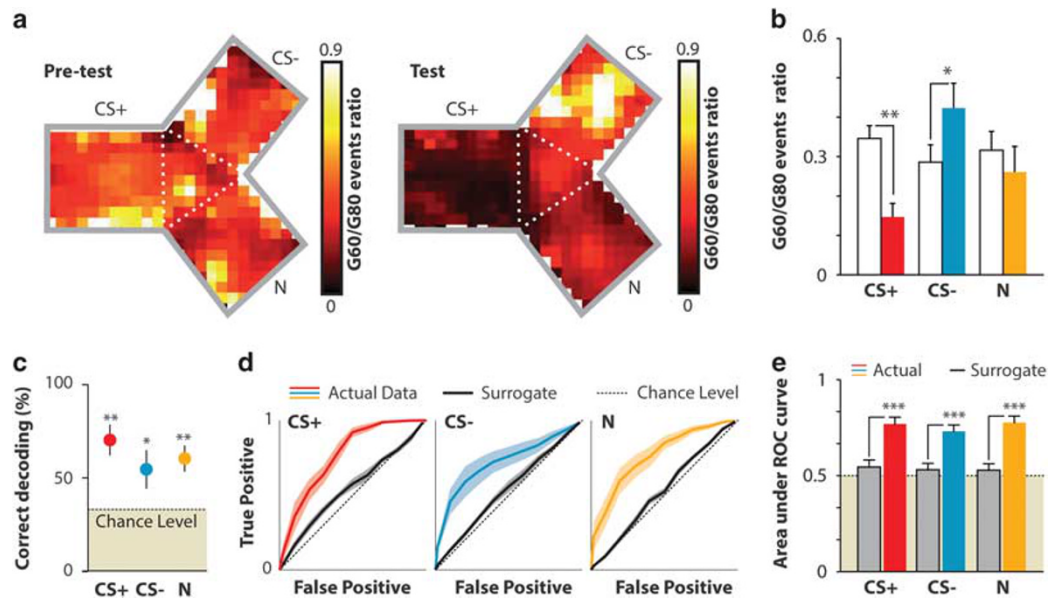 a
Pre-test
CS+
CS-
N
0.9
0
G60/G80 events ratio
Test
CS+
CS-
N
0.9
0
G60/G80 events ratio
b
G60/G80 events ratio
0.6
0.3
0
**
*
CS+ CS- N
c
Correct decoding (%)
100
50
0
** * **
Chance Level
CS+ CS- N
d
Actual Data Surrogate Chance Level
CS+ CS- N
True Positive
1
0
False Positive False Positive False Positive
e
Actual Surrogate
Area under ROC curve
1
0.5
0
*** *** ***
CS+ CS- N